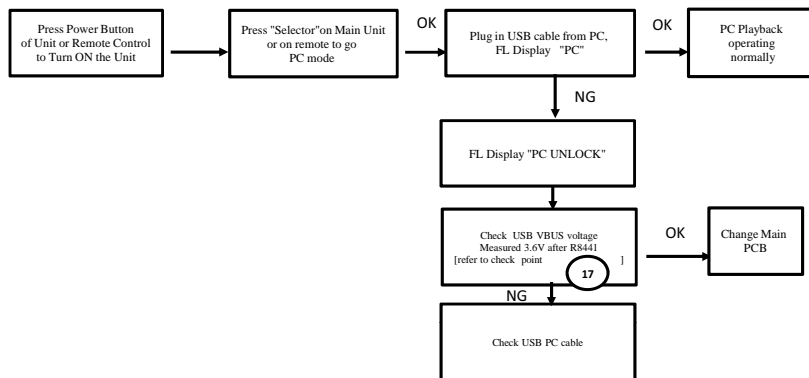 Press Power Button
of Unit or Remote Control
to Turn ON the Unit
Press "Selector"on Main Unit
or on remote to go
PC mode
OK
Plug in USB cable from PC,
FL Display "PC"
OK
PC Playback
operating
normally
NG
FL Display "PC UNLOCK"
Check USB VBUS voltage
Measured 3.6V after R8441
[refer to check point 17 ]
OK
Change Main
PCB
NG
Check USB PC cable